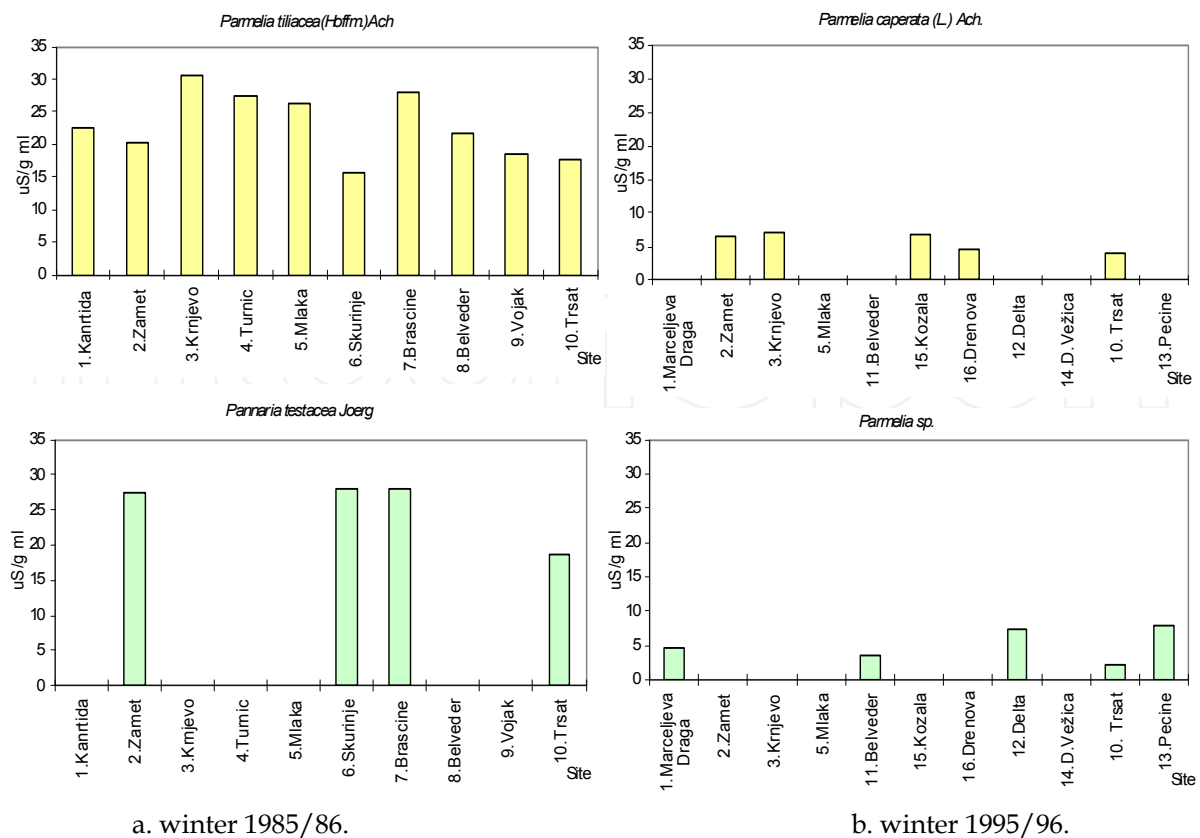 Parmelia tiliacea(Hoffm.)Ach
uS/g ml
35
30
25
20
15
10
5
0
1.Kanrtida
2.Zamet
3.Krnjevo
4.Turnic
5.Mlaka
6.Skurinje
7.Brascine
8.Belveder
9.Vojak
10.Trsat
Site
Parmelia caperata (L.) Ach.
uS/g ml
35
30
25
20
15
10
5
0
1.Marceljeva
Draga
2.Zamet
3.Krnjevo
5.Mlaka
11.Belveder
15.Kozala
16.Drenova
12.Delta
14.D.Vežica
10. Trsat
13.Pecine
Site
Pannaria testacea Joerg
uS/g ml
35
30
25
20
15
10
5
0
1.Kanrtida
2.Zamet
3.Krnjevo
4.Turnic
5.Mlaka
6.Skurinje
7.Brascine
8.Belveder
9.Vojak
10.Trsat
Site
Parmelia sp.
uS/g ml
35
30
25
20
15
10
5
0
1.Marceljeva
Draga
2.Zamet
3.Krnjevo
5.Mlaka
11.Belveder
15.Kozala
16.Drenova
12.Delta
14.D.Vežica
10. Trsat
13.Pecine
Site
a. winter 1985/86.
b. winter 1995/96.